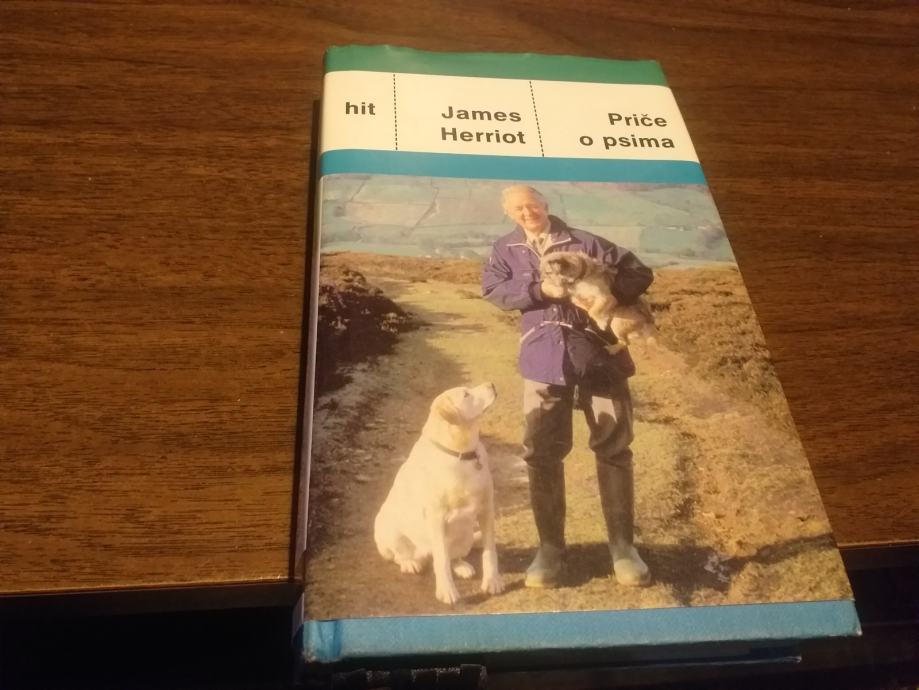 hit
James
Herriot
Priče
o psima